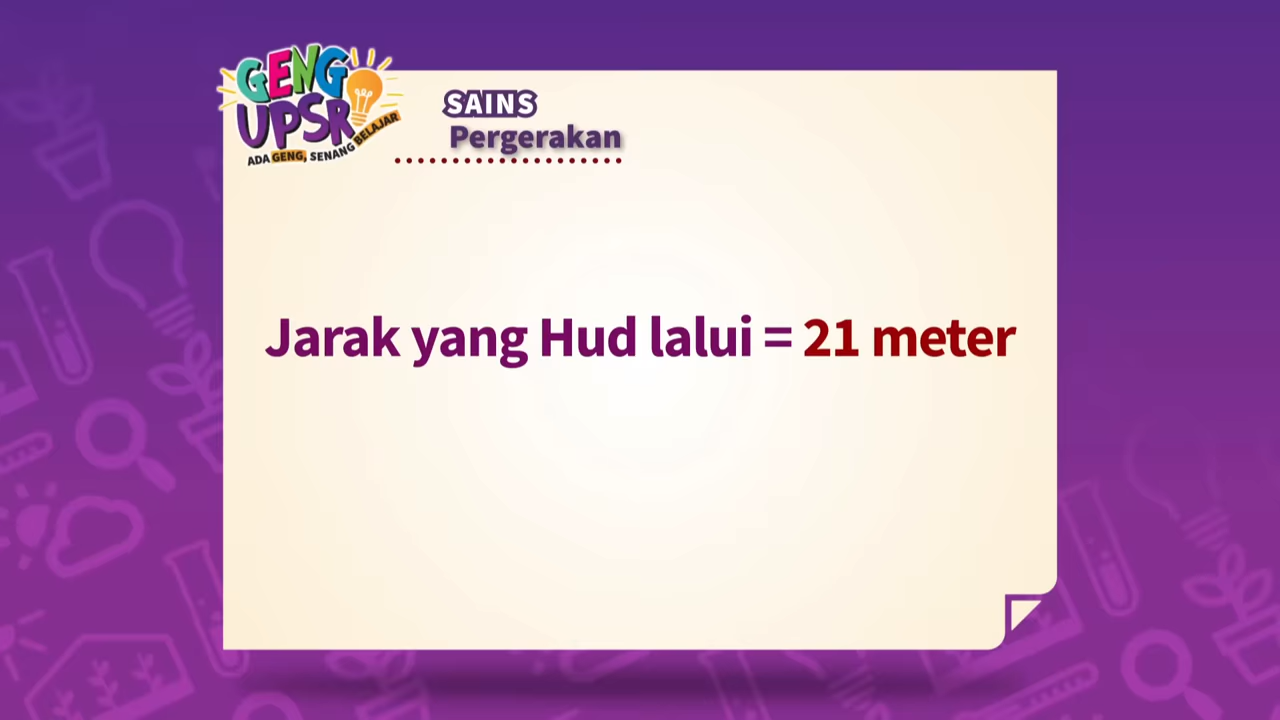 GENG
UPSR
ADA GENG, SENANG BELAJAR
SAINS
Pergerakan
Jarak yang Hud lalui = 21 meter